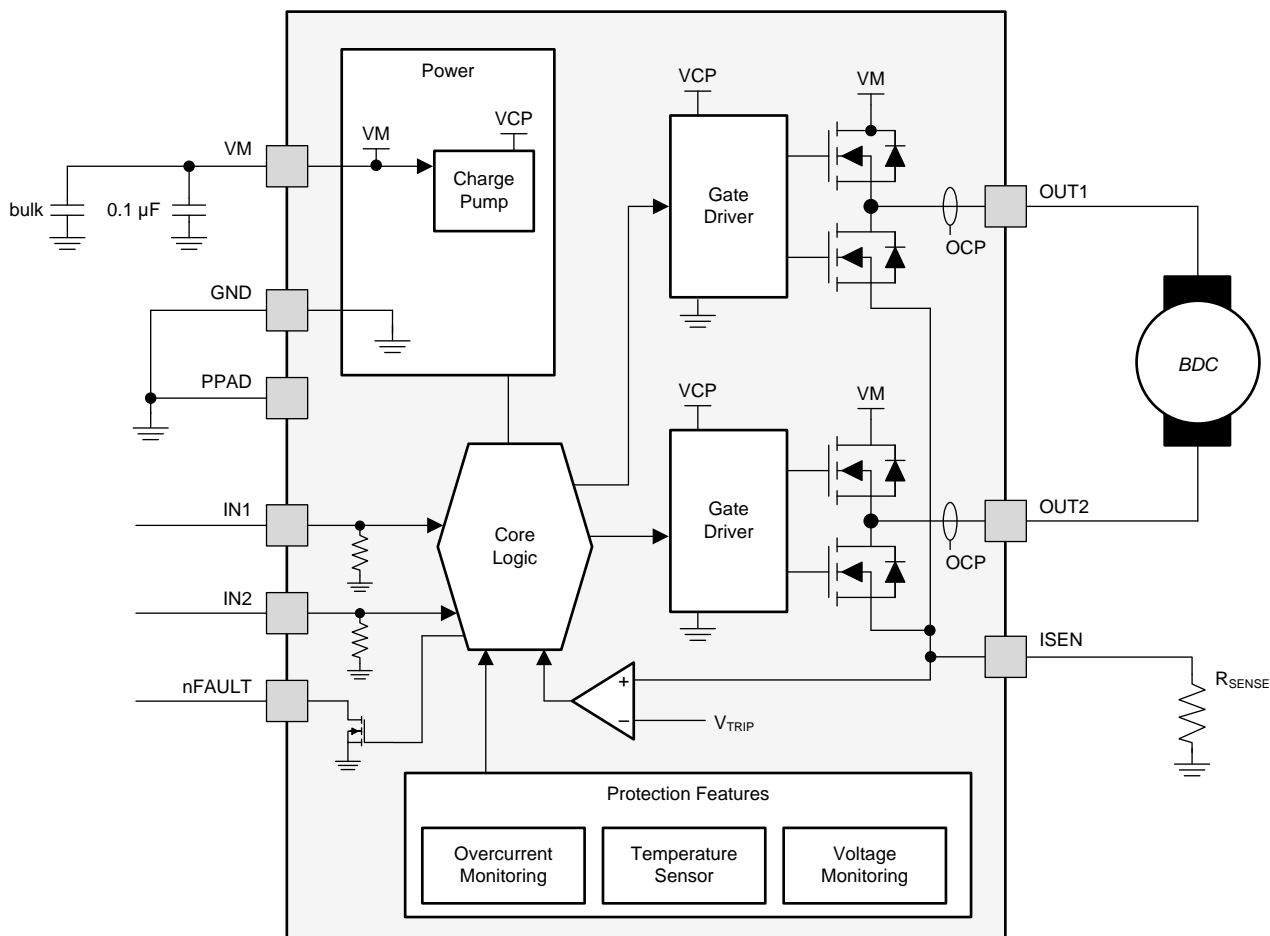 Power
VCP
VM
VCP
VM
VM
Charge
Pump
Gate
Driver
bulk
0.1 µF
OUT1
OCP
GND
PPAD
BDC
VCP
VM
IN1
Core
Logic
Gate
Driver
OUT2
OCP
IN2
ISEN
nFAULT
+
–
VTRIP
RSENSE
Protection Features
Overcurrent
Monitoring
Temperature
Sensor
Voltage
Monitoring